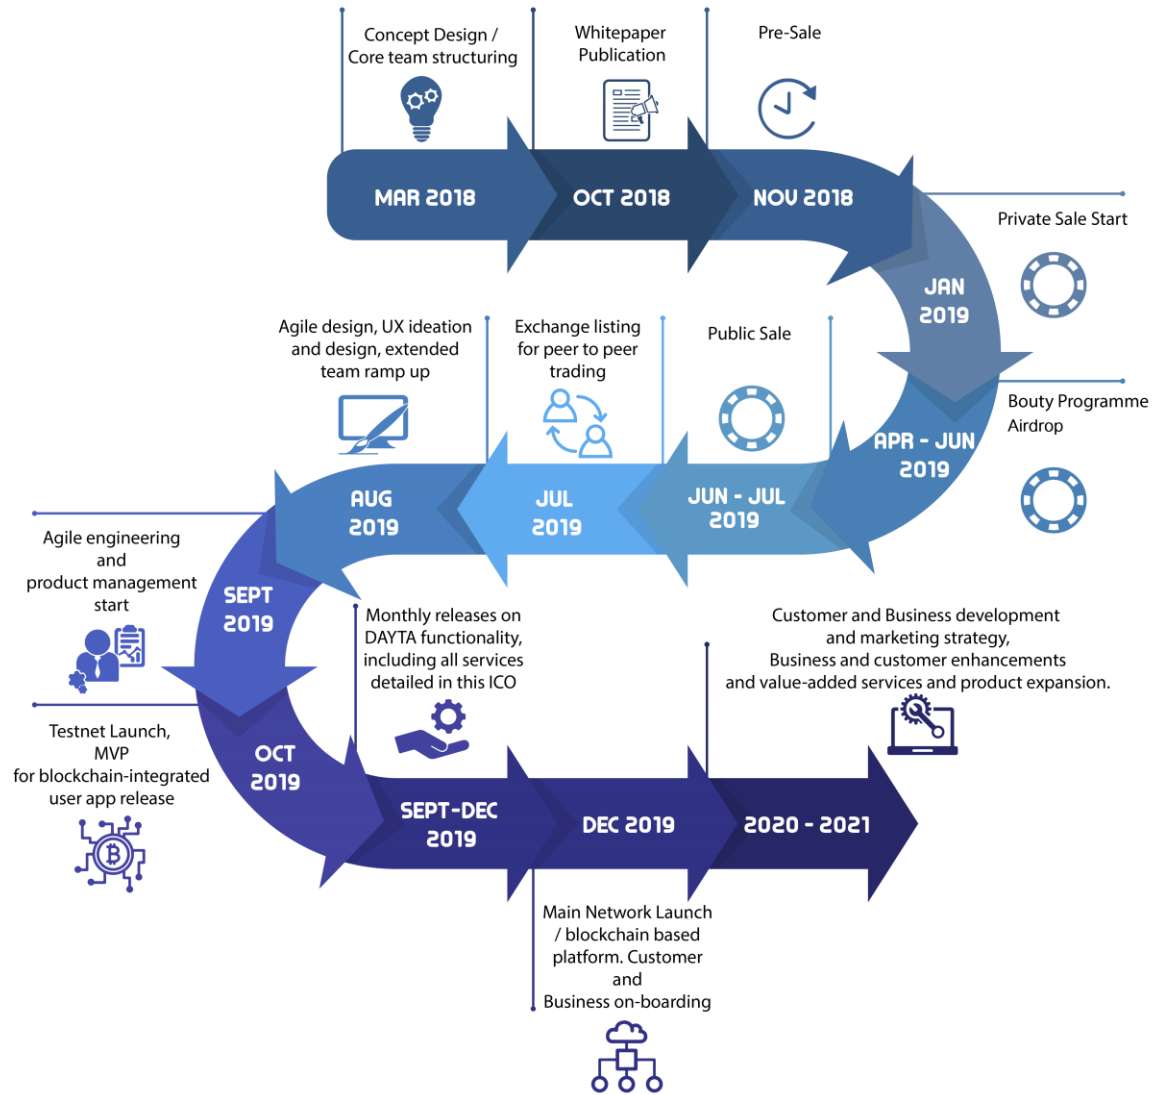 Concept Design /
Core team structuring
Whitepaper
Publication
Pre-Sale
MAR 2018
OCT 2018
NOV 2018
Private Sale Start
JAN
2019
Bouty Programme
Airdrop
APR - JUN
2019
Public Sale
JUN - JUL
2019
Exchange listing
for peer to peer
trading
JUL
2019
Agile design, UX ideation
and design, extended
team ramp up
AUG
2019
Agile engineering
and
product management
start
SEPT
2019
Testnet Launch,
MVP
for blockchain-integrated
user app release
OCT
2019
Monthly releases on
DAYTA functionality,
including all services
detailed in this ICO
SEPT-DEC
2019
DEC 2019
Main Network Launch
/ blockchain based
platform. Customer
and
Business on-boarding
Customer and Business development
and marketing strategy,
Business and customer enhancements
and value-added services and product expansion.
2020 - 2021